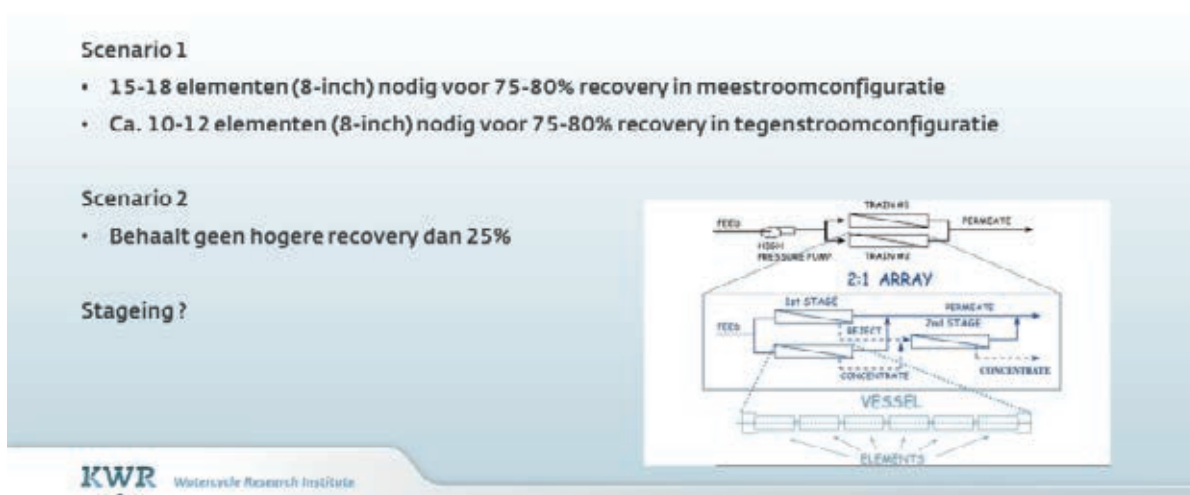 Scenario 1
• 15-18 elementen (8-inch) nodig voor 75-80% recovery in meestroomconfiguratie
• Ca. 10-12 elementen (8-inch) nodig voor 75-80% recovery in tegenstroomconfiguratie
Scenario 2
• Behaalt geen hogere recovery dan 25%
Stageing ?
TRAIN #1
FEED
PERMEATE
HIGH
PRESSURE PUMP
TRAIN #2
2:1 ARRAY
1st STAGE
PERMEATE
FEED
REJECT
2nd STAGE
CONCENTRATE
CONCENTRATE
VESSEL
ELEMENTS
KWR Watercycle Research Institute